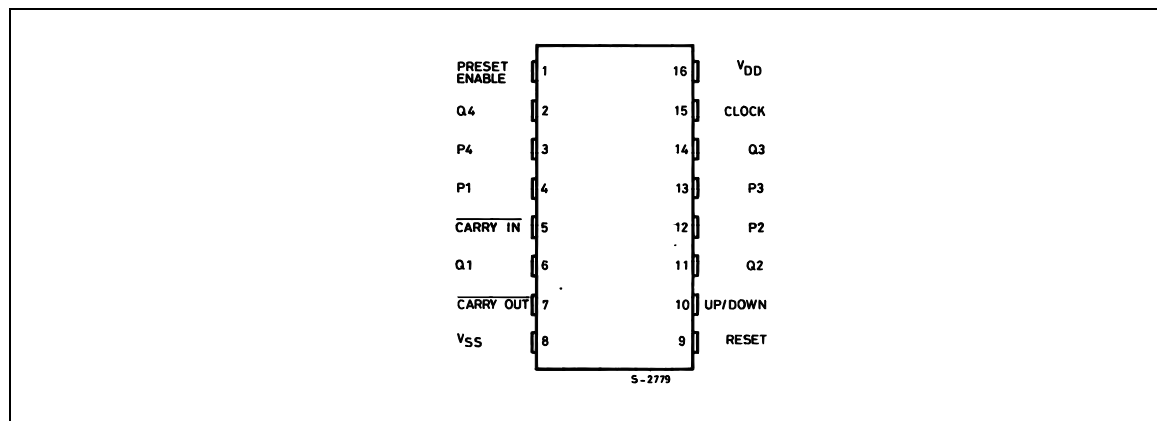 PRESET ENABLE 1 16 VDD
Q4 2 15 CLOCK
P4 3 14 Q3
P1 4 13 P3
CARRY IN 5 12 P2
Q1 6 11 Q2
CARRY OUT 7 10 UP/DOWN
VSS 8 9 RESET
S-2779